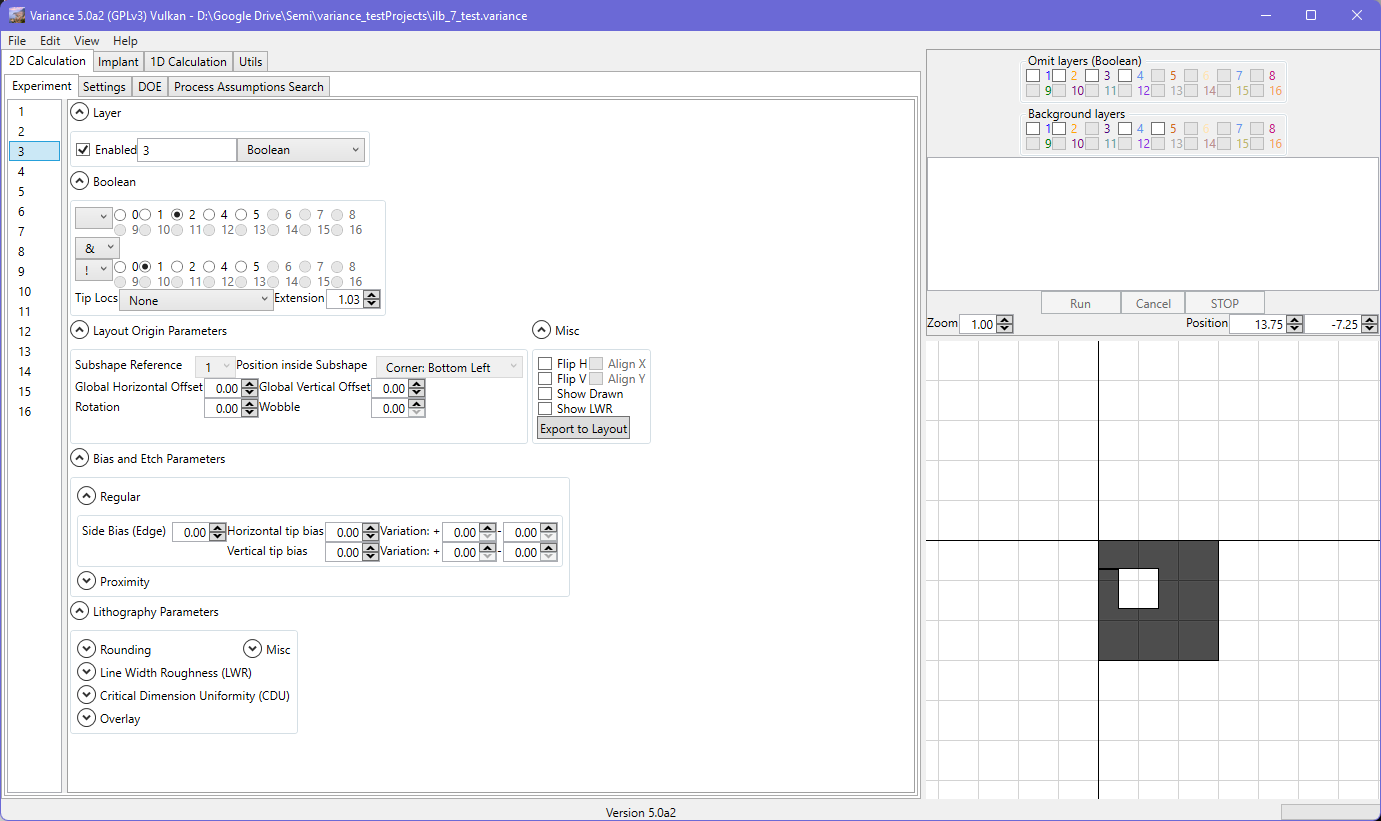 Variance 5.0a2 (GPLv3) Vulkan - D:\Google Drive\Semi\variance_testProjects\ilb_7_test.variance
File Edit View Help
2D Calculation Implant 1D Calculation Utils
Experiment Settings DOE Process Assumptions Search
1
2
3
4
5
6
7
8
9
10
11
12
13
14
15
16
Layer
Enabled 3 Boolean
Boolean
0 1 2 4 5 6 7 8
9 10 11 12 13 14 15 16
&
! 0 1 2 4 5 6 7 8
9 10 11 12 13 14 15 16
Tip Locs None Extension 1.03
Layout Origin Parameters
Subshape Reference 1 Position inside Subshape Corner: Bottom Left
Global Horizontal Offset 0.00 Global Vertical Offset 0.00
Rotation 0.00 Wobble 0.00
Misc
Flip H Align X
Flip V Align Y
Show Drawn
Show LWR
Export to Layout
Bias and Etch Parameters
Regular
Side Bias (Edge) 0.00 Horizontal tip bias 0.00 Variation: + 0.00 - 0.00
Vertical tip bias 0.00 Variation: + 0.00 - 0.00
Proximity
Lithography Parameters
Rounding Misc
Line Width Roughness (LWR)
Critical Dimension Uniformity (CDU)
Overlay
Omit layers (Boolean)
1 2 3 4 5 6 7 8
9 10 11 12 13 14 15 16
Background layers
1 2 3 4 5 6 7 8
9 10 11 12 13 14 15 16
Run Cancel STOP
Zoom 1.00 Position 13.75 -7.25
Version 5.0a2